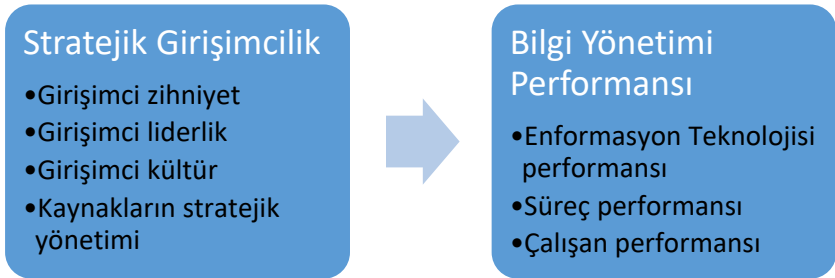 Stratejik Girişimcilik
•Girişimci zihniyet
•Girişimci liderlik
•Girişimci kültür
•Kaynakların stratejik
yönetimi
Bilgi Yönetimi
Performansı
•Enformasyon Teknolojisi
performansı
•Süreç performansı
•Çalışan performansı